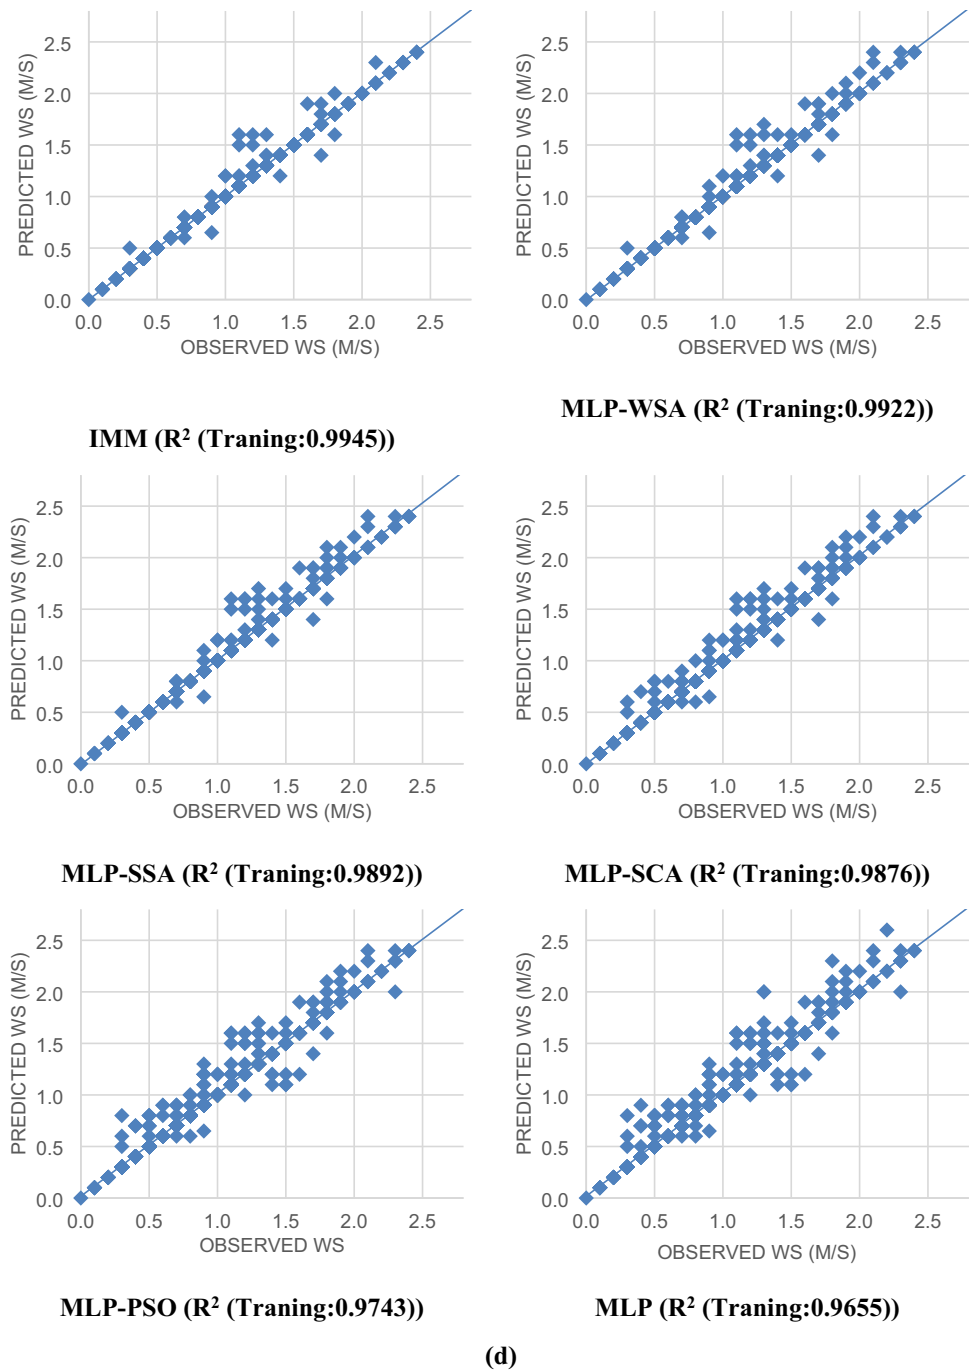 PREDICTED WS (M/S)
2.5
2.0
1.5
1.0
0.5
0.0
0.0 0.5 1.0 1.5 2.0 2.5
OBSERVED WS (M/S)
IMM (R² (Traning:0.9945))
PREDICTED WS (M/S)
2.5
2.0
1.5
1.0
0.5
0.0
0.0 0.5 1.0 1.5 2.0 2.5
OBSERVED WS (M/S)
MLP-WSA (R² (Traning:0.9922))
PREDICTED WS (M/S)
2.5
2.0
1.5
1.0
0.5
0.0
0.0 0.5 1.0 1.5 2.0 2.5
OBSERVED WS (M/S)
MLP-SSA (R² (Traning:0.9892))
PREDICTED WS (M/S)
2.5
2.0
1.5
1.0
0.5
0.0
0.0 0.5 1.0 1.5 2.0 2.5
OBSERVED WS (M/S)
MLP-SCA (R² (Traning:0.9876))
PREDICTED WS (M/S)
2.5
2.0
1.5
1.0
0.5
0.0
0.0 0.5 1.0 1.5 2.0 2.5
OBSERVED WS
MLP-PSO (R² (Traning:0.9743))
PREDICTED WS (M/S)
2.5
2.0
1.5
1.0
0.5
0.0
0.0 0.5 1.0 1.5 2.0 2.5
OBSERVED WS (M/S)
MLP (R² (Traning:0.9655))
(d)